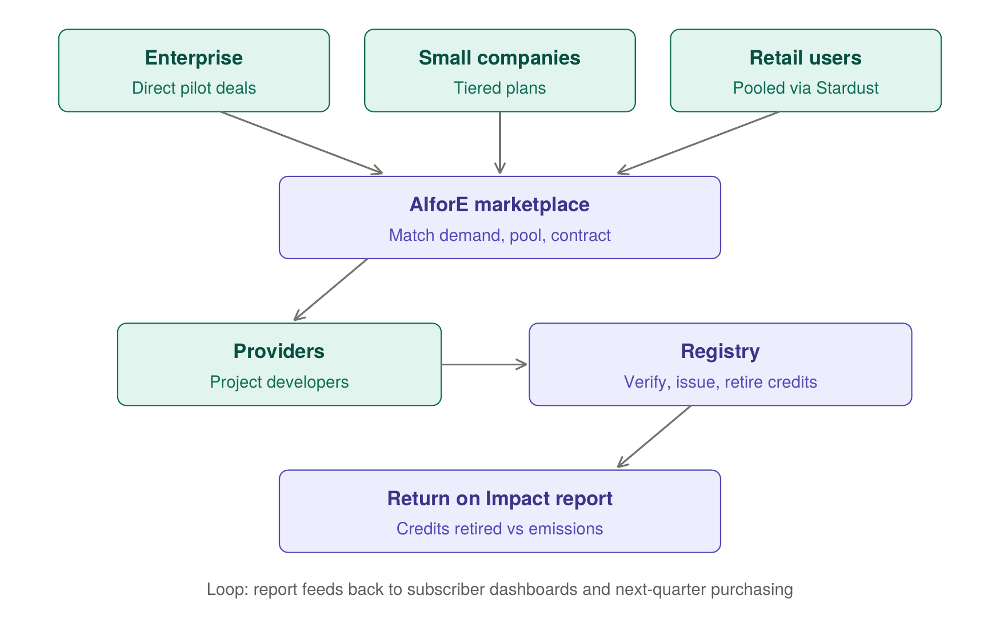 Enterprise
Direct pilot deals
Small companies
Tiered plans
Retail users
Pooled via Stardust
AIforE marketplace
Match demand, pool, contract
Providers
Project developers
Registry
Verify, issue, retire credits
Return on Impact report
Credits retired vs emissions
Loop: report feeds back to subscriber dashboards and next-quarter purchasing